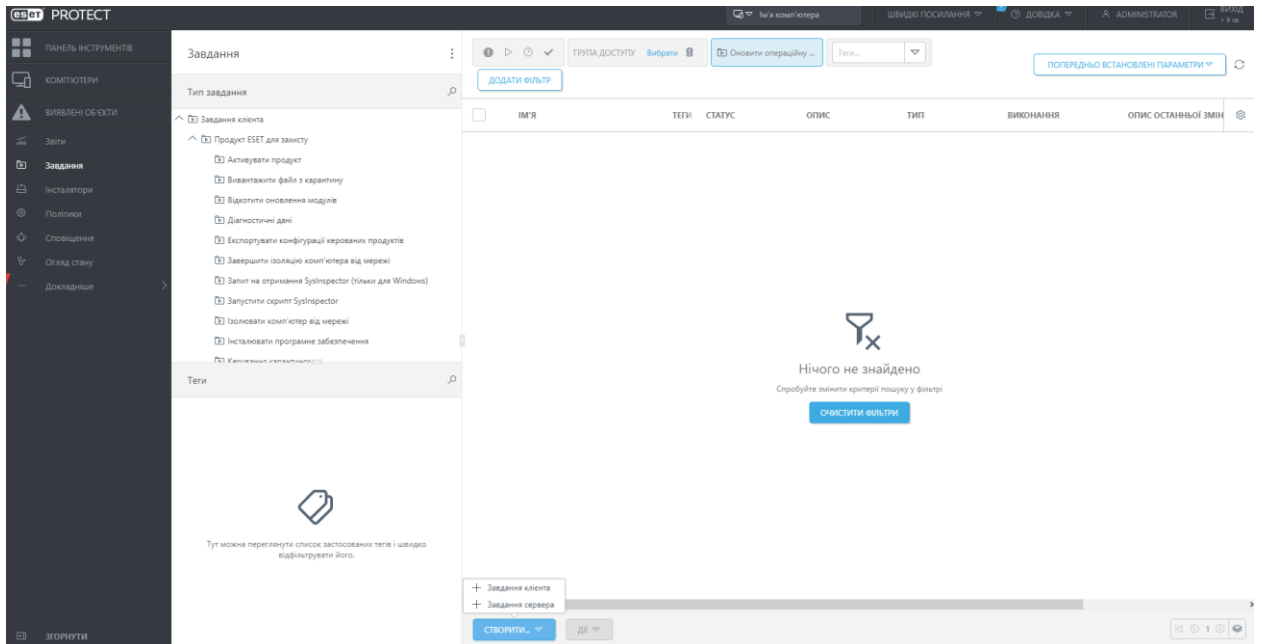 eset PROTECT
Ім'я комп'ютера
ШВИДКІ ПОСИЛАННЯ
ДОВІДКА
ADMINISTRATOR
ВИХІД
> 9 хв
ПАНЕЛЬ ІНСТРУМЕНТІВ
КОМП'ЮТЕРИ
ВИЯВЛЕНІ ОБ'ЄКТИ
Звіти
Завдання
Інсталятори
Політики
Сповіщення
Огляд стану
Докладніше
ЗГОРНУТИ
Завдання
Тип завдання
Завдання клієнта
Продукт ESET для захисту
Активувати продукт
Вивантажити файл з карантину
Відкотити оновлення модулів
Діагностичні дані
Експортувати конфігурації керованих продуктів
Завершити ізоляцію комп'ютера від мережі
Запит на отримання SysInspector (тільки для Windows)
Запустити скрипт SysInspector
Ізолювати комп'ютер від мережі
Інсталювати програмне забезпечення
Керування карантином
Теги
Тут можна переглянути список застосованих тегів і швидко
відфільтрувати його.
ГРУПА ДОСТУПУ Вибрати
Оновити операційну ...
Теги...
ПОПЕРЕДНЬО ВСТАНОВЛЕНІ ПАРАМЕТРИ
ДОДАТИ ФІЛЬТР
ІМ'Я ТЕГИ СТАТУС ОПИС ТИП ВИКОНАННЯ ОПИС ОСТАННЬОЇ ЗМІН
Нічого не знайдено
Спробуйте змінити критерії пошуку у фільтрі
ОЧИСТИТИ ФІЛЬТРИ
Завдання клієнта
Завдання сервера
СТВОРИТИ...
ДІЇ
1